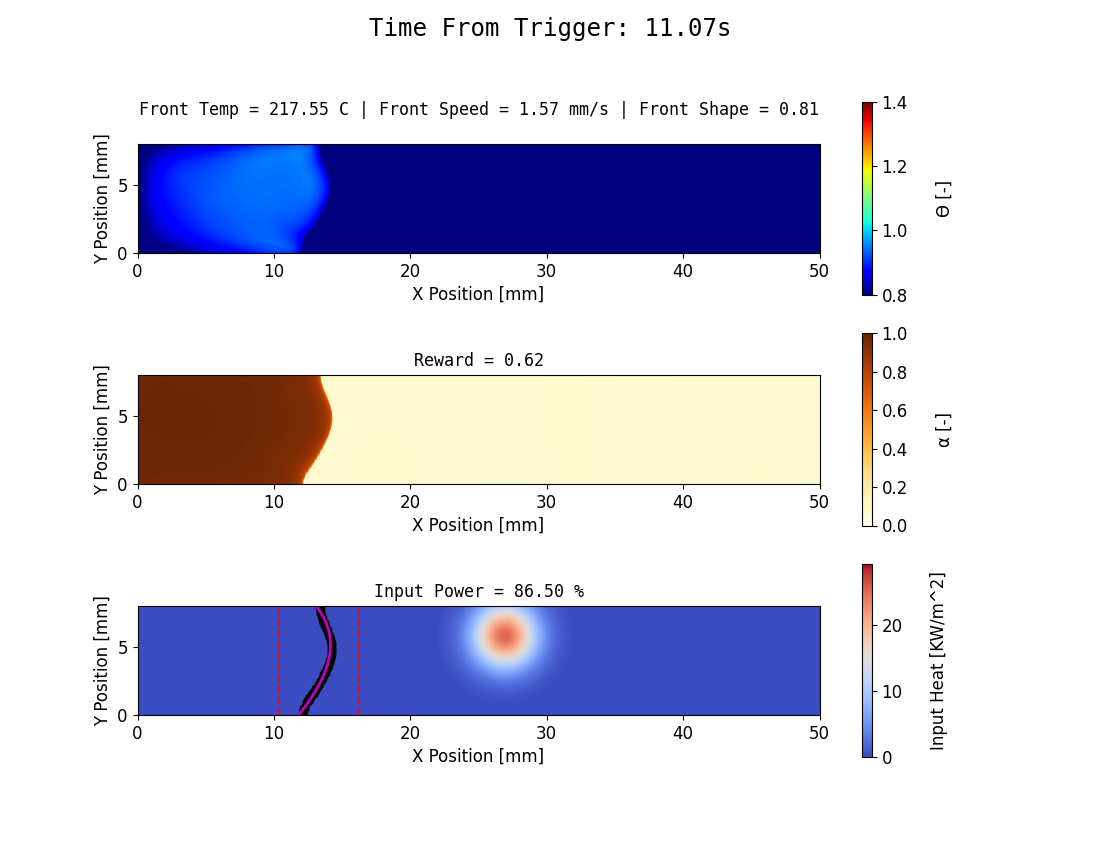 Time From Trigger: 11.07s
Front Temp = 217.55 C | Front Speed = 1.57 mm/s | Front Shape = 0.81
Y Position [mm]
5
0
0 10 20 30 40 50
X Position [mm]
1.4
1.2
1.0
0.8
Θ [-]
Reward = 0.62
Y Position [mm]
5
0
0 10 20 30 40 50
X Position [mm]
1.0
0.8
0.6
0.4
0.2
0.0
α [-]
Input Power = 86.50 %
Y Position [mm]
5
0
0 10 20 30 40 50
X Position [mm]
20
10
0
Input Heat [KW/m^2]